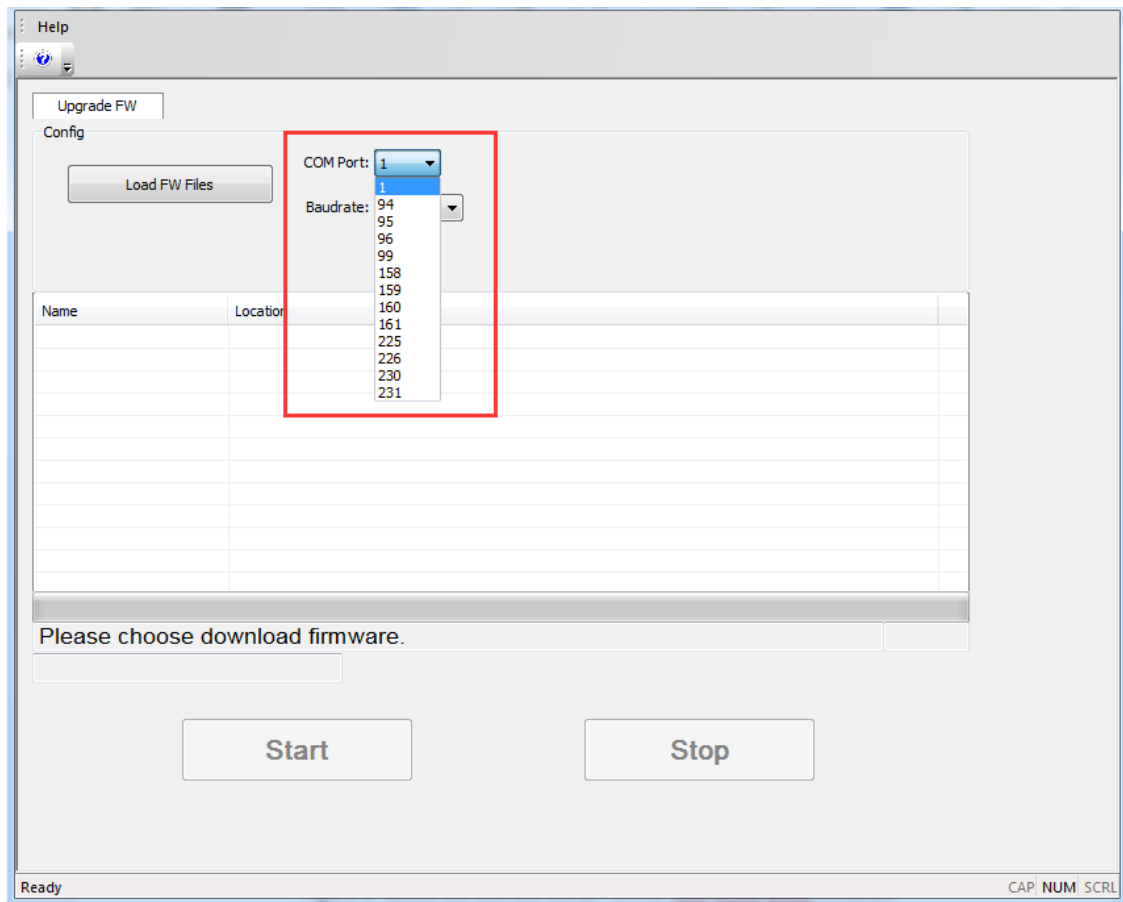 Help
Upgrade FW
Config
Load FW Files
COM Port: 1
Baudrate:
1
94
95
96
99
158
159
160
161
225
226
230
231
Name Location
Please choose download firmware.
Start Stop
Ready CAP NUM SCRL